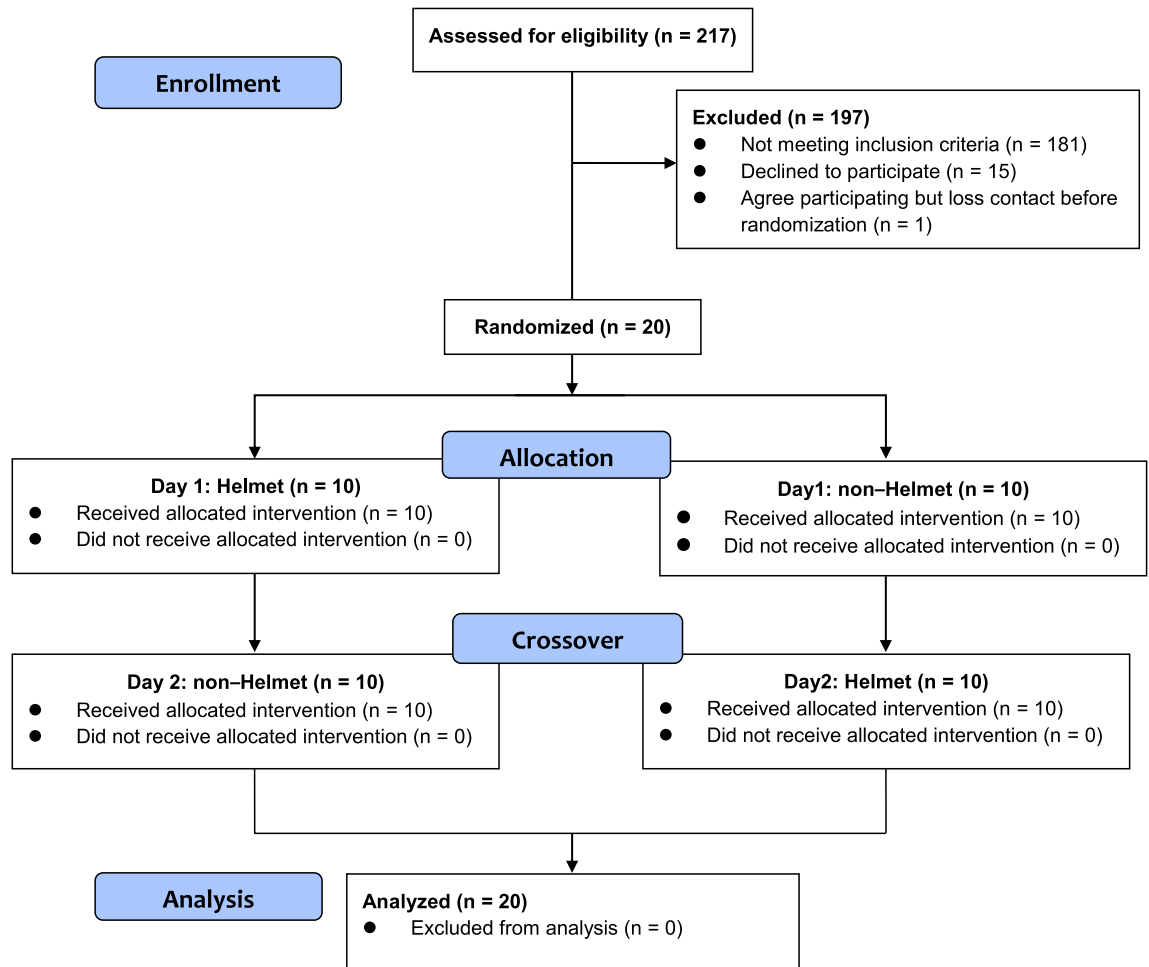 Assessed for eligibility (n = 217)
Enrollment
Excluded (n = 197)
● Not meeting inclusion criteria (n = 181)
● Declined to participate (n = 15)
● Agree participating but loss contact before
randomization (n = 1)
Randomized (n = 20)
Allocation
Day 1: Helmet (n = 10)
● Received allocated intervention (n = 10)
● Did not receive allocated intervention (n = 0)
Day1: non–Helmet (n = 10)
● Received allocated intervention (n = 10)
● Did not receive allocated intervention (n = 0)
Crossover
Day 2: non–Helmet (n = 10)
● Received allocated intervention (n = 10)
● Did not receive allocated intervention (n = 0)
Day2: Helmet (n = 10)
● Received allocated intervention (n = 10)
● Did not receive allocated intervention (n = 0)
Analysis
Analyzed (n = 20)
● Excluded from analysis (n = 0)